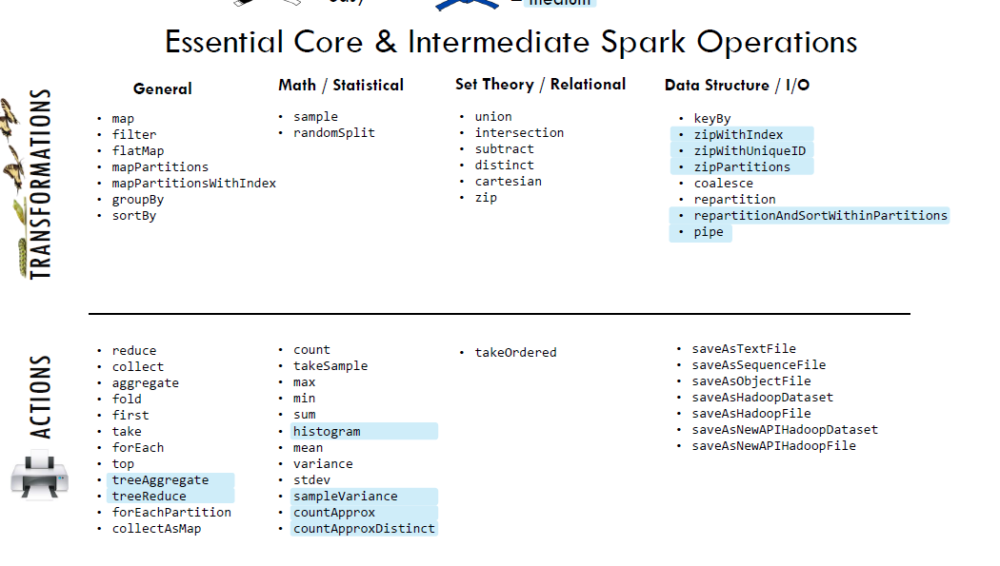 easy
= medium
Essential Core & Intermediate Spark Operations
TRANSFORMATIONS
General
• map
• filter
• flatMap
• mapPartitions
• mapPartitionsWithIndex
• groupBy
• sortBy
Math / Statistical
• sample
• randomSplit
Set Theory / Relational
• union
• intersection
• subtract
• distinct
• cartesian
• zip
Data Structure / I/O
• keyBy
• zipWithIndex
• zipWithUniqueID
• zipPartitions
• coalesce
• repartition
• repartitionAndSortWithinPartitions
• pipe
ACTIONS
• reduce
• collect
• aggregate
• fold
• first
• take
• forEach
• top
• treeAggregate
• treeReduce
• forEachPartition
• collectAsMap
• count
• takeSample
• max
• min
• sum
• histogram
• mean
• variance
• stdev
• sampleVariance
• countApprox
• countApproxDistinct
• takeOrdered
• saveAsTextFile
• saveAsSequenceFile
• saveAsObjectFile
• saveAsHadoopDataset
• saveAsHadoopFile
• saveAsNewAPIHadoopDataset
• saveAsNewAPIHadoopFile